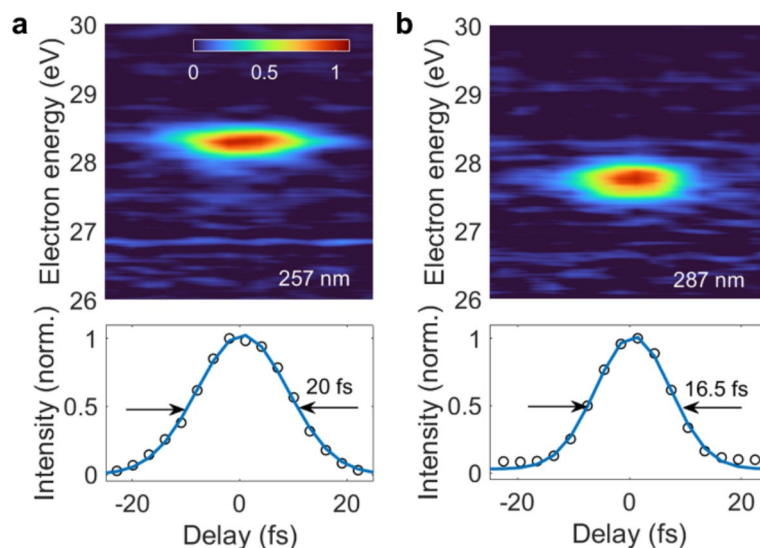 a
Electron energy (eV)
30
29
28
27
26
0 0.5 1
257 nm
Intensity (norm.)
1
0.5
0
20 fs
-20 0 20
Delay (fs)
b
Electron energy (eV)
30
29
28
27
26
287 nm
Intensity (norm.)
1
0.5
0
16.5 fs
-20 0 20
Delay (fs)